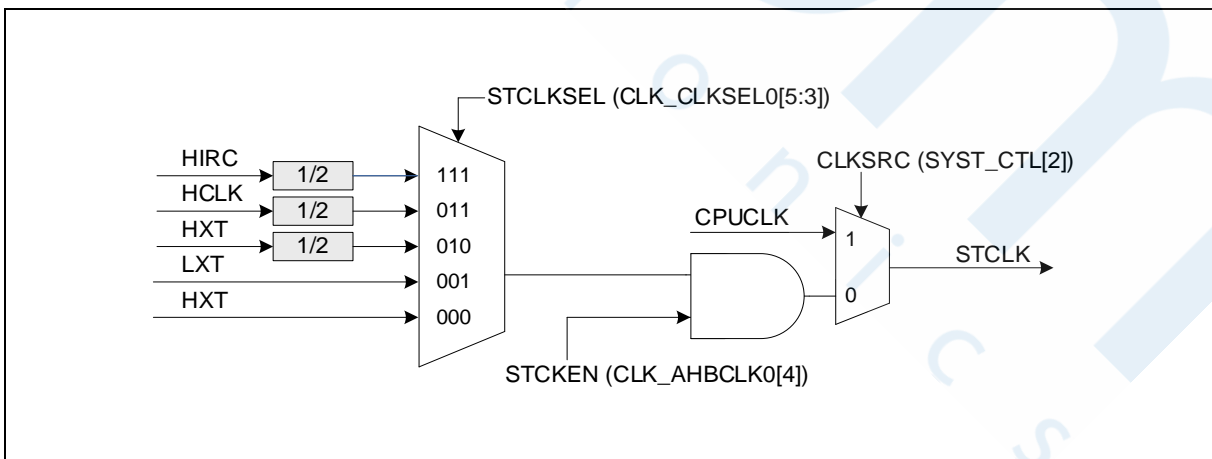 STCLKSEL (CLK_CLKSEL0[5:3])
HIRC
1/2
111
HCLK
1/2
011
HXT
1/2
010
LXT
001
HXT
000
CLKSRC (SYST_CTL[2])
CPUCLK
1
STCLK
0
STCKEN (CLK_AHBCLK0[4])
o
n
i
c
s